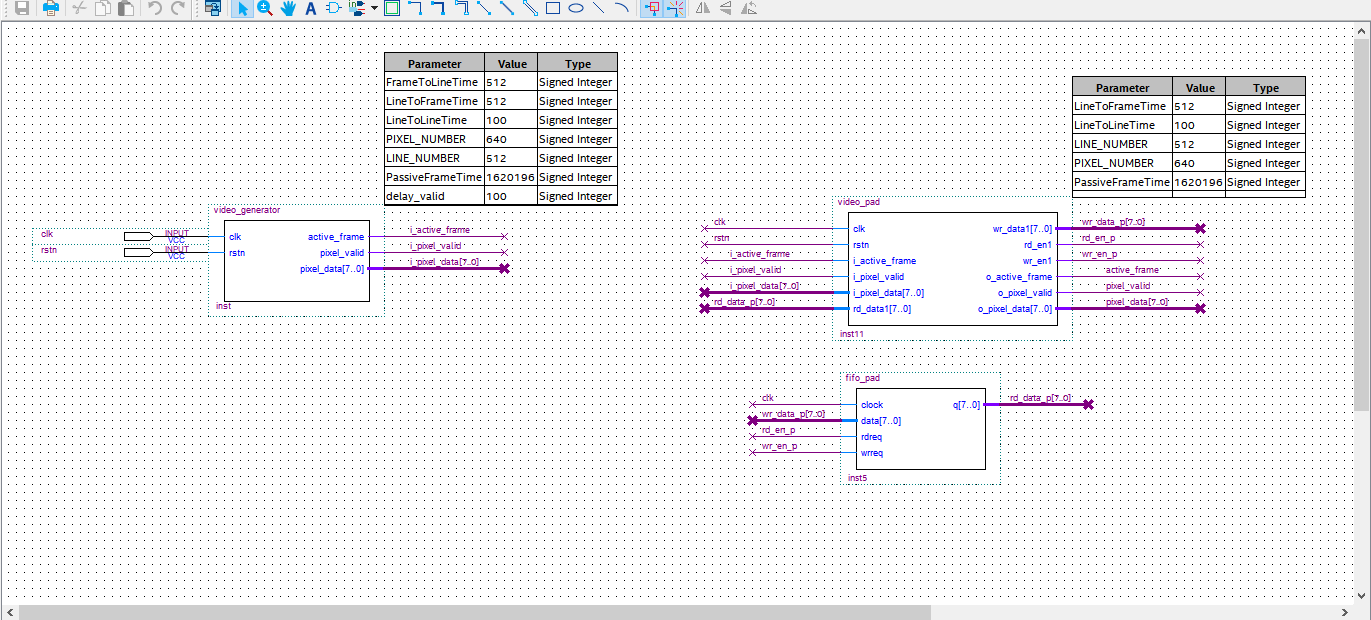 A
Parameter Value Type
FrameToLineTime 512 Signed Integer
LineToFrameTime 512 Signed Integer
LineToLineTime 100 Signed Integer
PIXEL_NUMBER 640 Signed Integer
LINE_NUMBER 512 Signed Integer
PassiveFrameTime 1620196 Signed Integer
delay_valid 100 Signed Integer
Parameter Value Type
LineToFrameTime 512 Signed Integer
LineToLineTime 100 Signed Integer
LINE_NUMBER 512 Signed Integer
PIXEL_NUMBER 640 Signed Integer
PassiveFrameTime 1620196 Signed Integer
video_generator
clk INPUT VCC
rstn INPUT VCC
clk active_frame i_active_frame
rstn pixel_valid i_pixel_valid
pixel_data[7..0] i_pixel_data[7..0]
inst
video_pad
clk clk wr_data1[7..0] wr_data_p[7..0]
rstn rstn rd_en1 rd_en_p
i_active_frame i_active_frame wr_en1 wr_en_p
i_pixel_valid i_pixel_valid o_active_frame active_frame
i_pixel_data[7..0] i_pixel_data[7..0] o_pixel_valid pixel_valid
rd_data_p[7..0] rd_data1[7..0] o_pixel_data[7..0] pixel_data[7..0]
inst11
fifo_pad
clk clock q[7..0] rd_data_p[7..0]
wr_data_p[7..0] data[7..0]
rd_en_p rdreq
wr_en_p wrreq
inst5